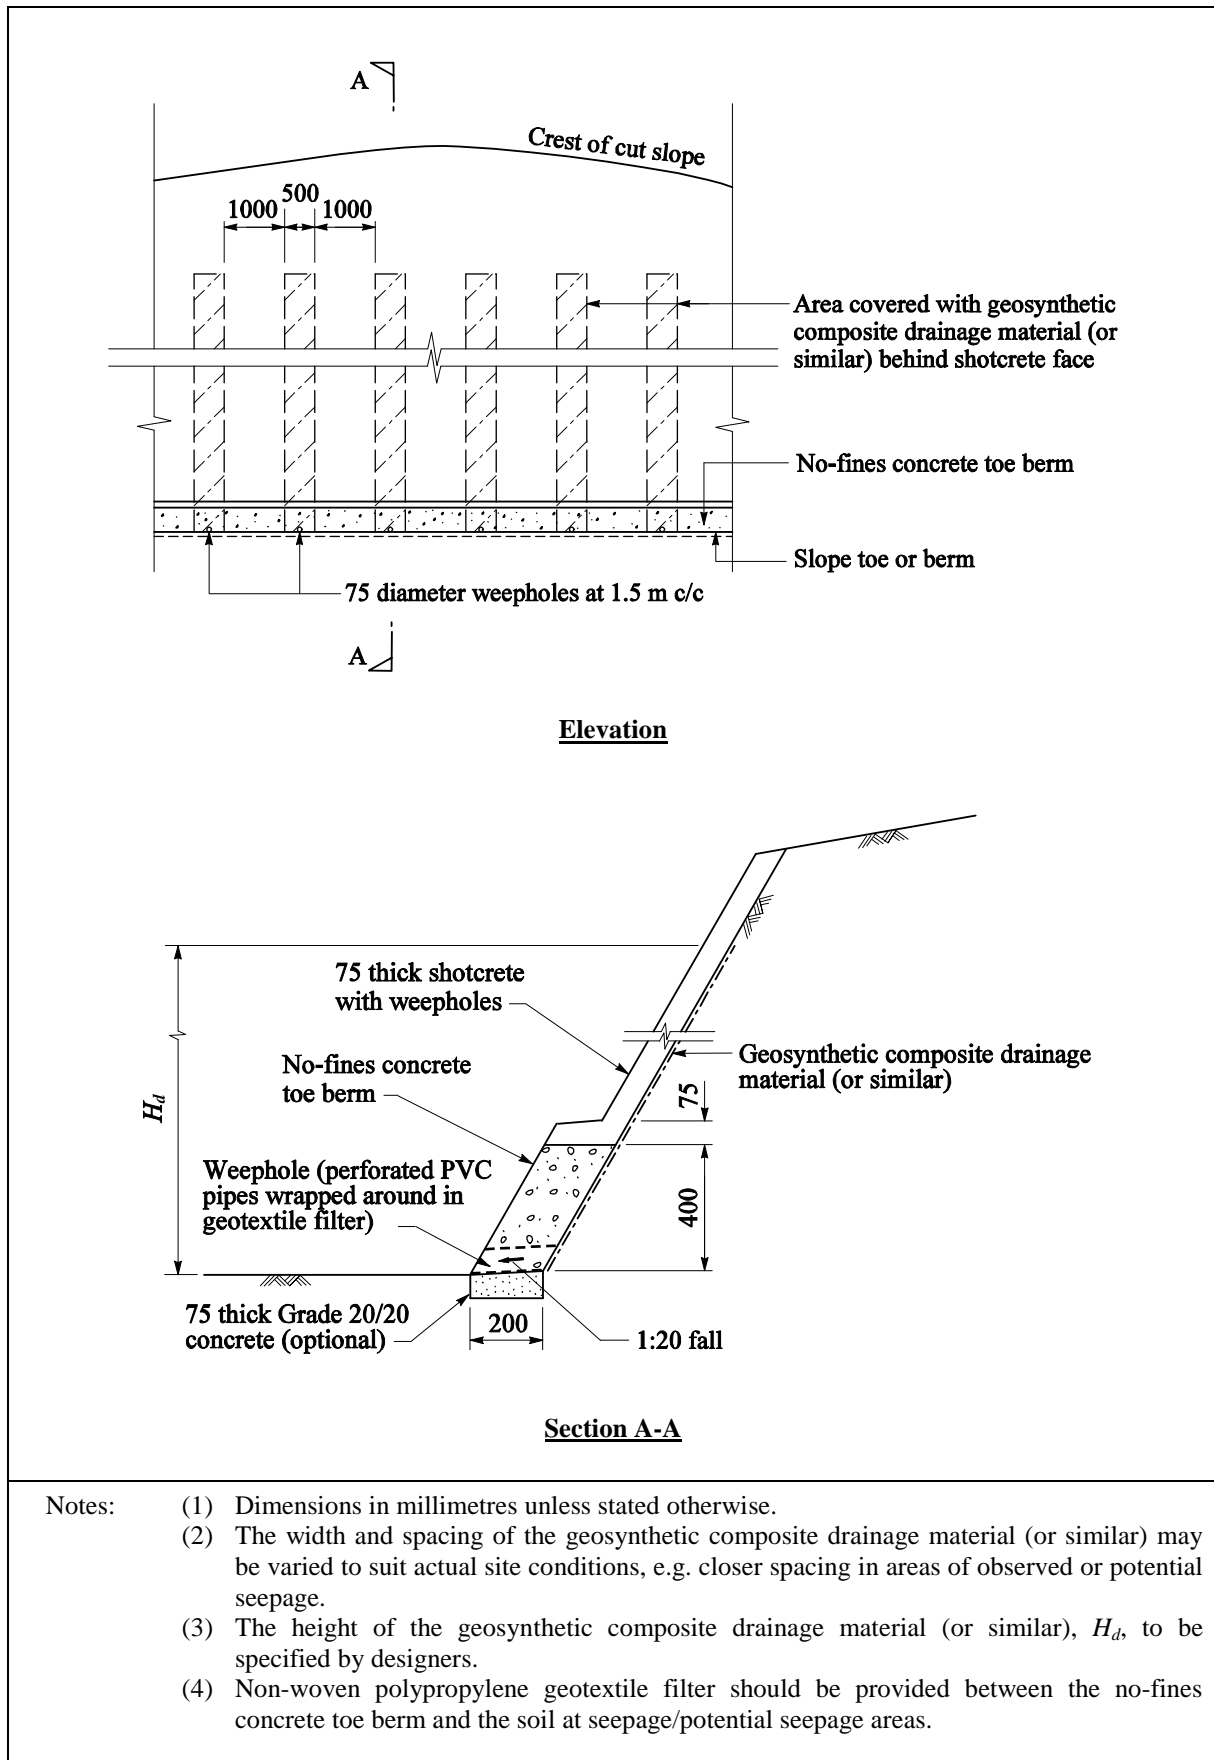 A
Crest of cut slope
500
1000
1000
Area covered with geosynthetic
composite drainage material (or
similar) behind shotcrete face
No-fines concrete toe berm
Slope toe or berm
75 diameter weepholes at 1.5 m c/c
A
Elevation
75 thick shotcrete
with weepholes
Geosynthetic composite drainage
material (or similar)
No-fines concrete
toe berm
75
H_d
Weephole (perforated PVC
pipes wrapped around in
geotextile filter)
400
75 thick Grade 20/20
concrete (optional)
200
1:20 fall
Section A-A
Notes: (1) Dimensions in millimetres unless stated otherwise.
(2) The width and spacing of the geosynthetic composite drainage material (or similar) may
be varied to suit actual site conditions, e.g. closer spacing in areas of observed or potential
seepage.
(3) The height of the geosynthetic composite drainage material (or similar), H_d, to be
specified by designers.
(4) Non-woven polypropylene geotextile filter should be provided between the no-fines
concrete toe berm and the soil at seepage/potential seepage areas.